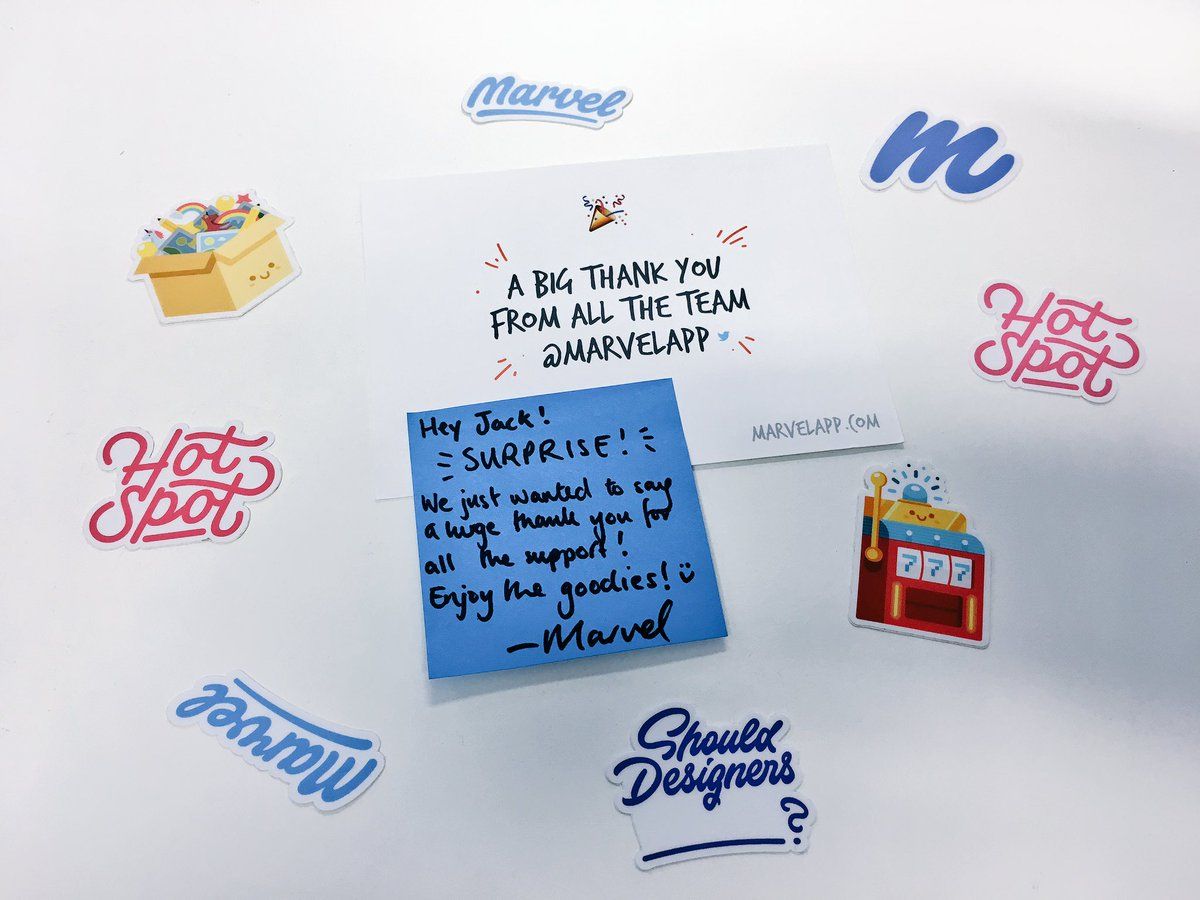 Marvel
m
A BIG THANK YOU
FROM ALL THE TEAM
@MARVELAPP
MARVELAPP.COM
Hot
Spot
Hot
Spot
Hey Jack!
SURPRISE!
We just wanted to say
a huge thank you for
all the support!
Enjoy the goodies!
—Marvel
777
Marvel
Should
Designers
?